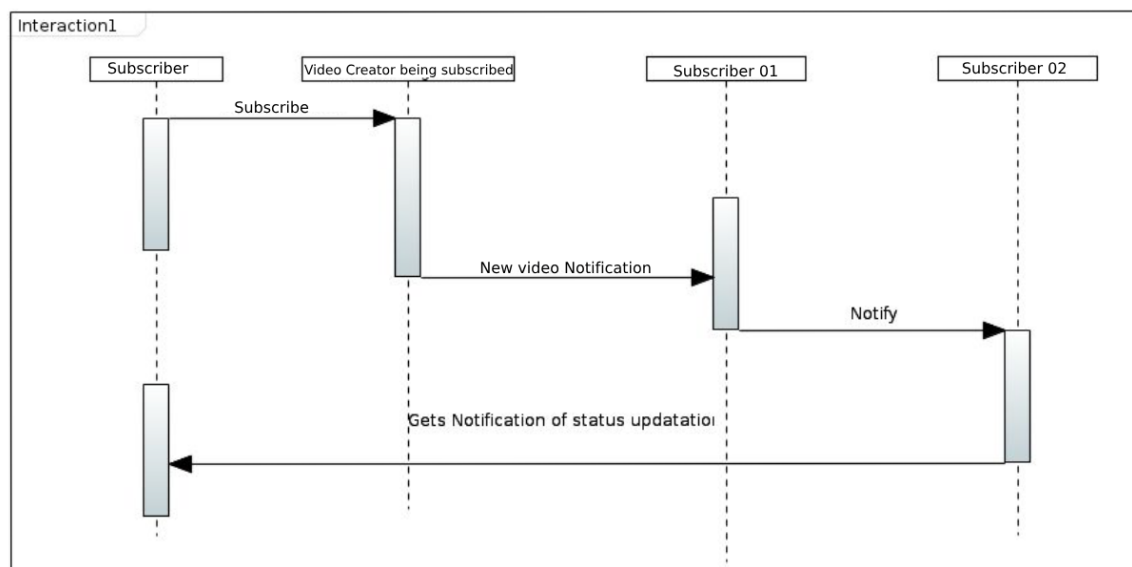 Interaction1
Subscriber
Video Creator being subscribed
Subscriber 01
Subscriber 02
Subscribe
New video Notification
Notify
Gets Notification of status updatation